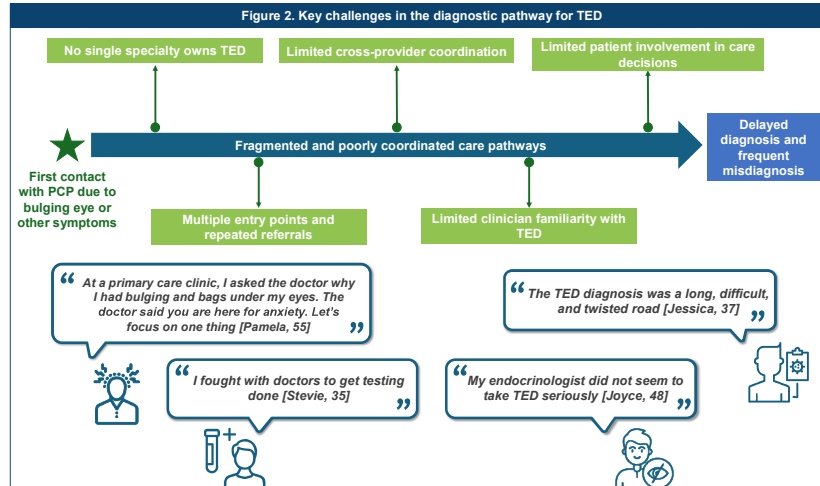 Figure 2. Key challenges in the diagnostic pathway for TED
No single specialty owns TED
Limited cross-provider coordination
Limited patient involvement in care
decisions
Fragmented and poorly coordinated care pathways
Delayed
diagnosis and
frequent
misdiagnosis
First contact
with PCP due to
bulging eye or
other symptoms
Multiple entry points and
repeated referrals
Limited clinician familiarity with
TED
“ At a primary care clinic, I asked the doctor why
I had bulging and bags under my eyes. The
doctor said you are here for anxiety. Let's
focus on one thing [Pamela, 55] ”
“ The TED diagnosis was a long, difficult,
and twisted road [Jessica, 37] ”
“ I fought with doctors to get testing
done [Stevie, 35] ”
“ My endocrinologist did not seem to
take TED seriously [Joyce, 48] ”